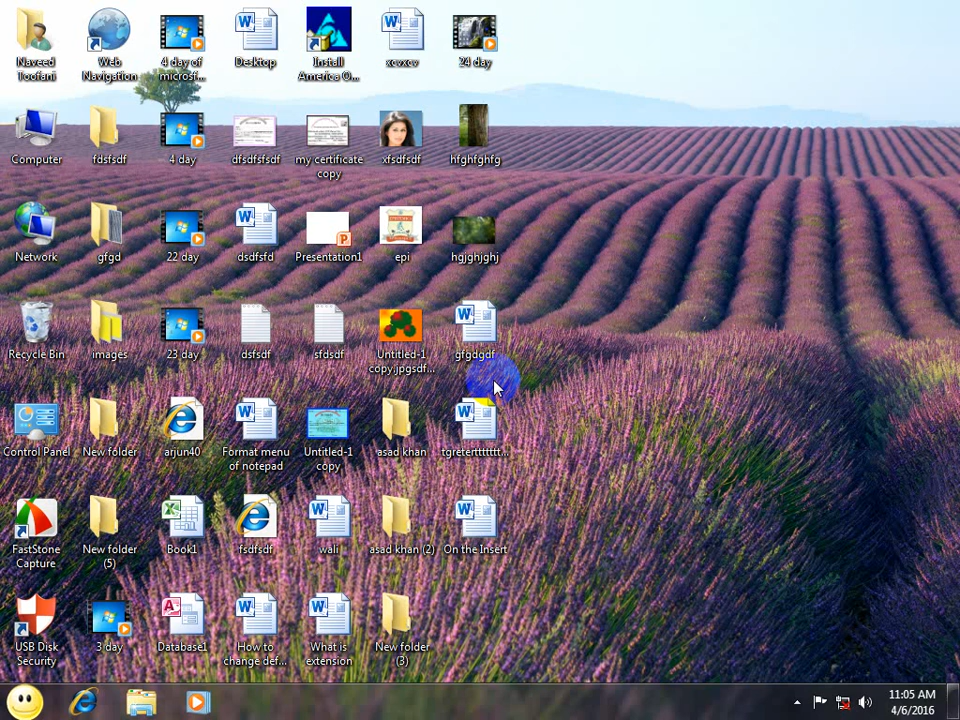 Naveed
Toofani
Web
Navigation
4 day of
microsf...
Desktop
Install
America O...
xcvxcv
24 day
Computer
fdsfsdf
4 day
dfsdfsfsdf
my certificate
copy
xfsdfsdf
hfghfghfg
Network
gfgd
22 day
dsdfsfd
Presentation1
epi
hgjghjghj
Recycle Bin
images
23 day
dsfsdf
sfdsdf
Untitled-1
copy.jpgsdf...
gfgdgdf
Control Panel
New folder
arjun40
Format menu
of notepad
Untitled-1
copy
asad khan
tgreterttttttt...
FastStone
Capture
New folder
(5)
Book1
fsdfsdf
wali
asad khan (2)
On the Insert
USB Disk
Security
3 day
Database1
How to
change def...
What is
extension
New folder
(3)
11:05 AM
4/6/2016